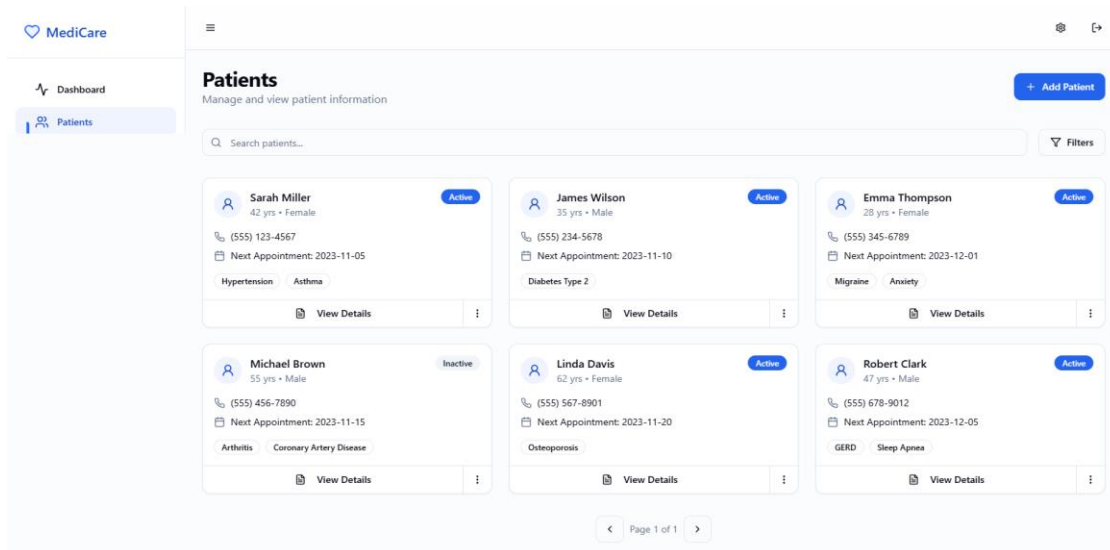 MediCare
Dashboard
Patients
Patients
Manage and view patient information
+ Add Patient
Search patients...
Filters
Sarah Miller
Active
42 yrs • Female
(555) 123-4567
Next Appointment: 2023-11-05
Hypertension Asthma
View Details
James Wilson
Active
35 yrs • Male
(555) 234-5678
Next Appointment: 2023-11-10
Diabetes Type 2
View Details
Emma Thompson
Active
28 yrs • Female
(555) 345-6789
Next Appointment: 2023-12-01
Migraine Anxiety
View Details
Michael Brown
Inactive
55 yrs • Male
(555) 456-7890
Next Appointment: 2023-11-15
Arthritis Coronary Artery Disease
View Details
Linda Davis
Active
62 yrs • Female
(555) 567-8901
Next Appointment: 2023-11-20
Osteoporosis
View Details
Robert Clark
Active
47 yrs • Male
(555) 678-9012
Next Appointment: 2023-12-05
GERD Sleep Apnea
View Details
Page 1 of 1